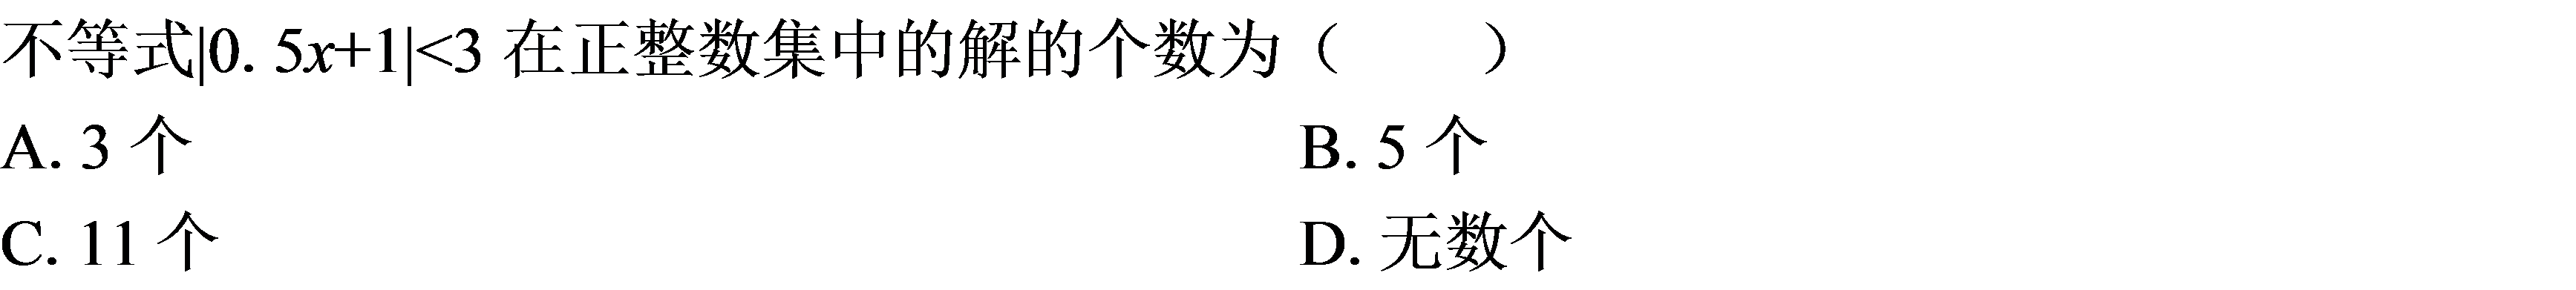 不等式|0. 5x+1|<3 在正整数集中的解的个数为（　　）
A. 3 个　　B. 5 个
C. 11 个　　D. 无数个